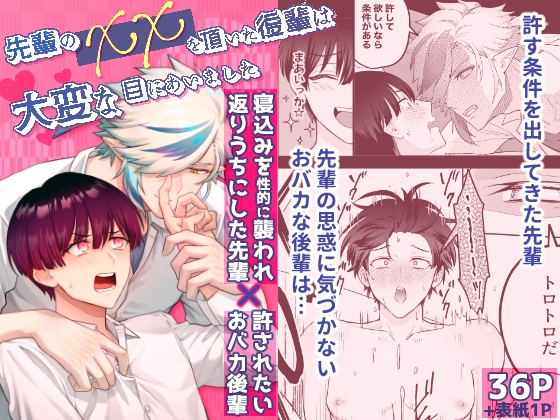 先輩の××を頂いた後輩は
大変な目にあいました
寝込みを性的に襲われ
返りうちにした先輩
×
許されたい
おバカ後輩
許して
欲しいなら
条件がある
まあいっか☆
許す条件を出してきた先輩
先輩の思惑に気づかない
おバカな後輩は…
トロトロだ
36P
+表紙1P